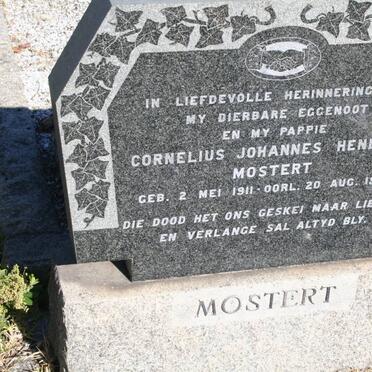 IN LIEFDEVOLLE HERINNERING
MY DIERBARE EGGENOOT
EN MY PAPPIE
CORNELIUS JOHANNES
MOSTERT
GEB. 2 MEI 1911 - OORL. 20 AUG.
DIE DOOD HET ONS GESKEI MAAR
EN VERLANGE SAL ALTYD BLY.
MOSTERT